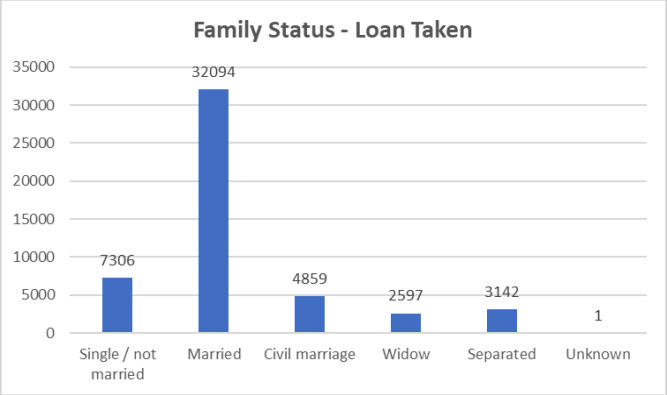 Family Status - Loan Taken
35000
30000
25000
20000
15000
10000
5000
0
7306
32094
4859
2597
3142
1
Single / not
married
Married
Civil marriage
Widow
Separated
Unknown